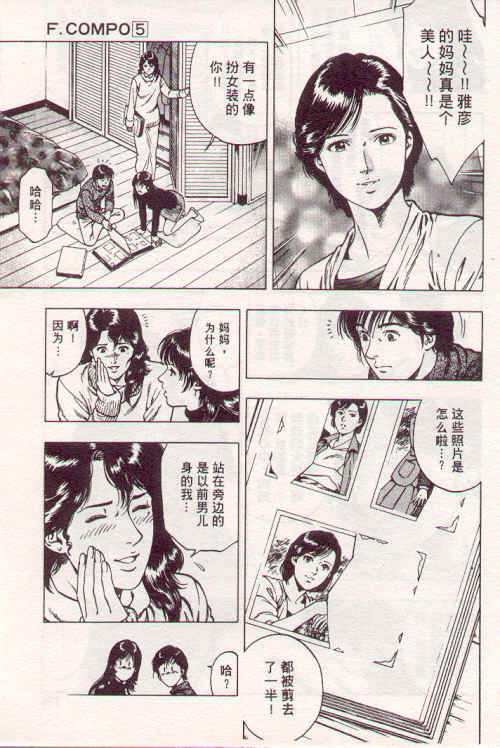 F.COMPO 5
哇~~!!雅彦
的妈妈真是个
美人~~!!
有一点像
扮女装的
你!!
哈
哈…
这些照片是
怎么啦…?
都被剪去
了一半!
妈妈,
为什么呢?
啊!
因为…
站在旁边的
是以前男儿
身的我…
哈?